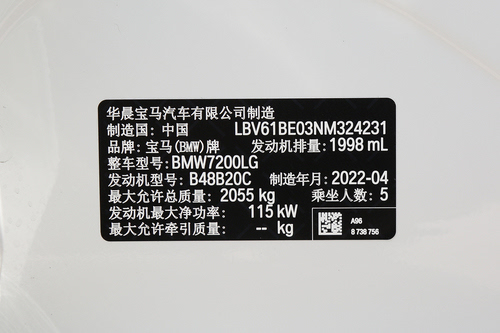 华晨宝马汽车有限公司制造
制造国：中国 LBV61BE03NM324231
品牌：宝马(BMW)牌 发动机排量：1998 mL
整车型号：BMW7200LG
发动机型号：B48B20C 制造年月：2022-04
最大允许总质量：2055 kg 乘坐人数：5
发动机最大净功率：115 kW
最大允许牵引质量：-- kg
A96
8 738 756